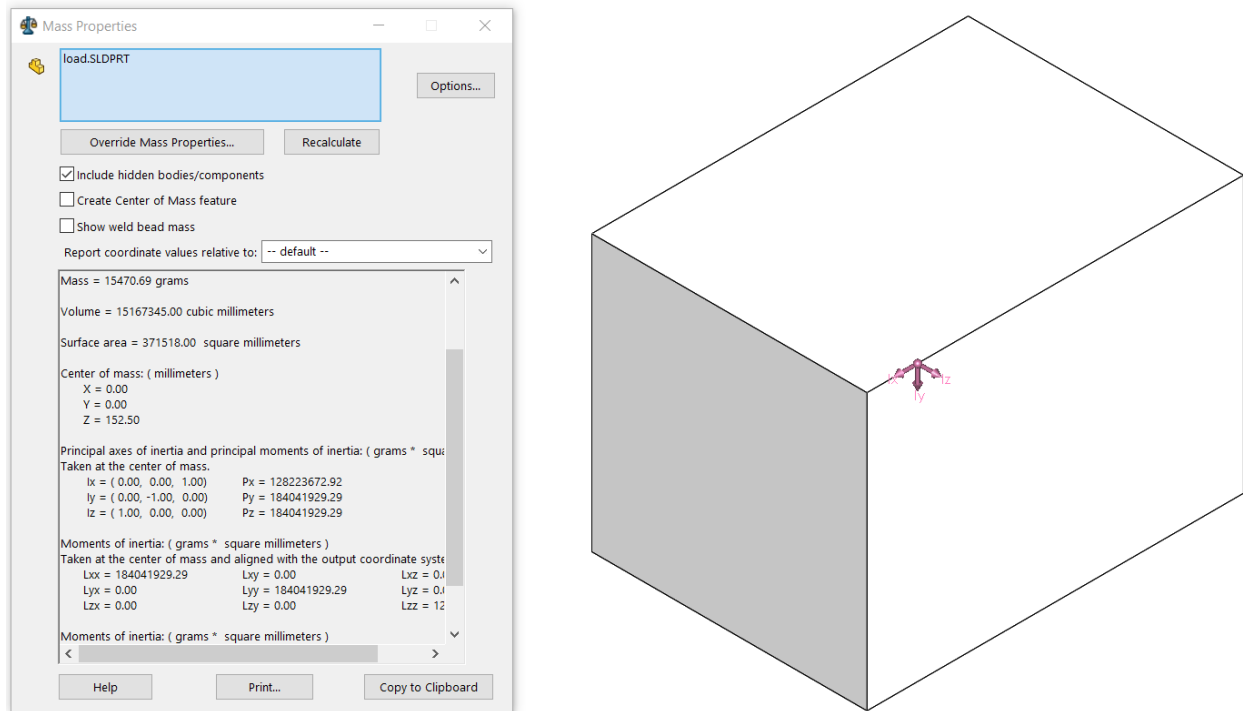 Mass Properties
load.SLDPRT
Options...
Override Mass Properties...
Recalculate
Include hidden bodies/components
Create Center of Mass feature
Show weld bead mass
Report coordinate values relative to: -- default --
Mass = 15470.69 grams
Volume = 15167345.00 cubic millimeters
Surface area = 371518.00 square millimeters
Center of mass: ( millimeters )
X = 0.00
Y = 0.00
Z = 152.50
Principal axes of inertia and principal moments of inertia: ( grams *
Taken at the center of mass.
Ix = ( 0.00, 0.00, 1.00) Px = 128223672.92
Iy = ( 0.00, -1.00, 0.00) Py = 184041929.29
Iz = ( 1.00, 0.00, 0.00) Pz = 184041929.29
Moments of inertia: ( grams * square millimeters )
Taken at the center of mass and aligned with the output coordinate
Lxx = 184041929.29 Lxy = 0.00 Lxz =
Lyx = 0.00 Lyy = 184041929.29 Lyz =
Lzx = 0.00 Lzy = 0.00 Lzz =
Moments of inertia: ( grams * square millimeters )
Help
Print...
Copy to Clipboard
Ix
Iz
Iy